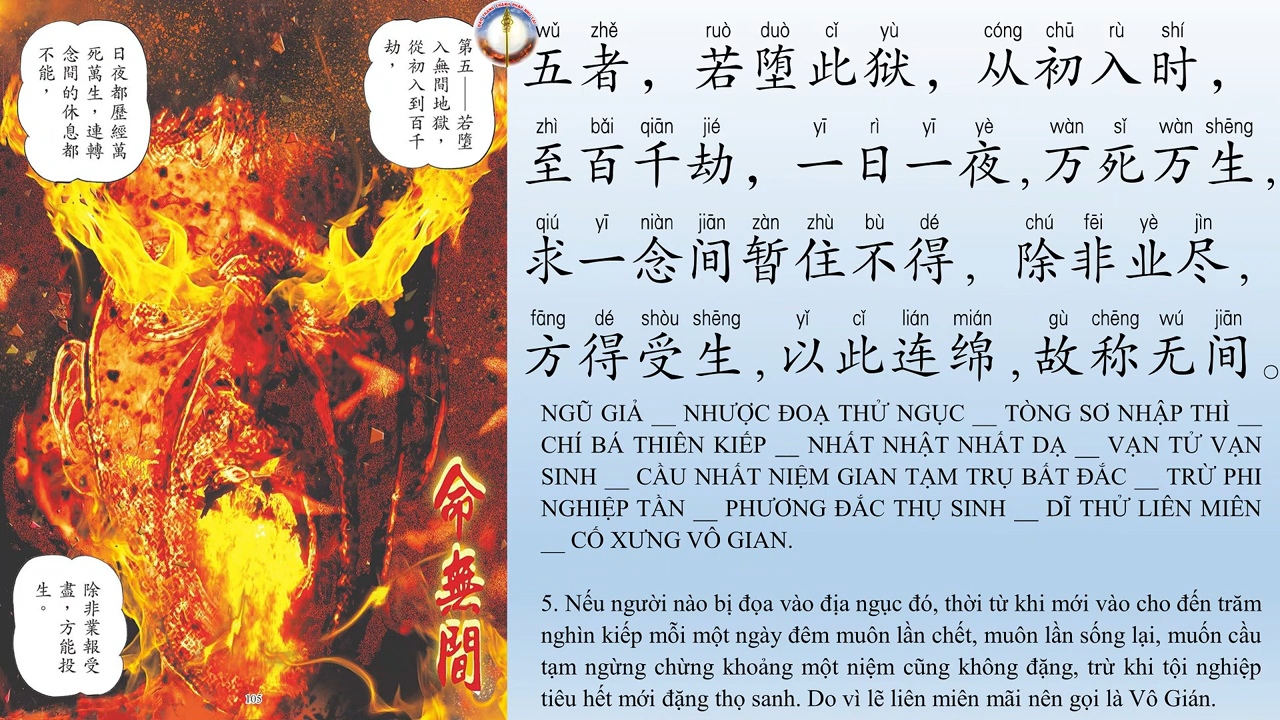 第五——若墮
入無間地獄，
從初入到百千
劫，
日夜都歷經萬
死萬生，連轉
念間的休息都
不能，
命無間
除非業報受
盡，方能投
生。
105
wǔ zhě ruò duò cǐ yù cóng chū rù shí
五者，若堕此狱，从初入时，
zhì bǎi qiān jié yī rì yī yè wàn sǐ wàn shēng
至百千劫，一日一夜，万死万生，
qiú yī niàn jiān zàn zhù bù dé chú fēi yè jìn
求一念间暂住不得，除非业尽，
fāng dé shòu shēng yǐ cǐ lián mián gù chēng wú jiān
方得受生，以此连绵，故称无间。
NGŨ GIẢ __ NHƯỢC ĐOẠ THỬ NGỤC __ TÒNG SƠ NHẬP THÌ __
CHÍ BÁ THIÊN KIẾP __ NHẤT NHẬT NHẤT DẠ __ VẠN TỬ VẠN
SINH __ CẦU NHẤT NIỆM GIAN TẠM TRỤ BẤT ĐẮC __ TRỪ PHI
NGHIỆP TẦN __ PHƯƠNG ĐẮC THỤ SINH __ DĨ THỬ LIÊN MIÊN
__ CỐ XƯNG VÔ GIAN.
5. Nếu người nào bị đọa vào địa ngục đó, thời từ khi mới vào cho đến trăm
nghìn kiếp mỗi một ngày đêm muôn lần chết, muôn lần sống lại, muốn cầu
tạm ngừng chừng khoảng một niệm cũng không đặng, trừ khi tội nghiệp
tiêu hết mới đặng thọ sanh. Do vì lẽ liên miên mãi nên gọi là Vô Gián.